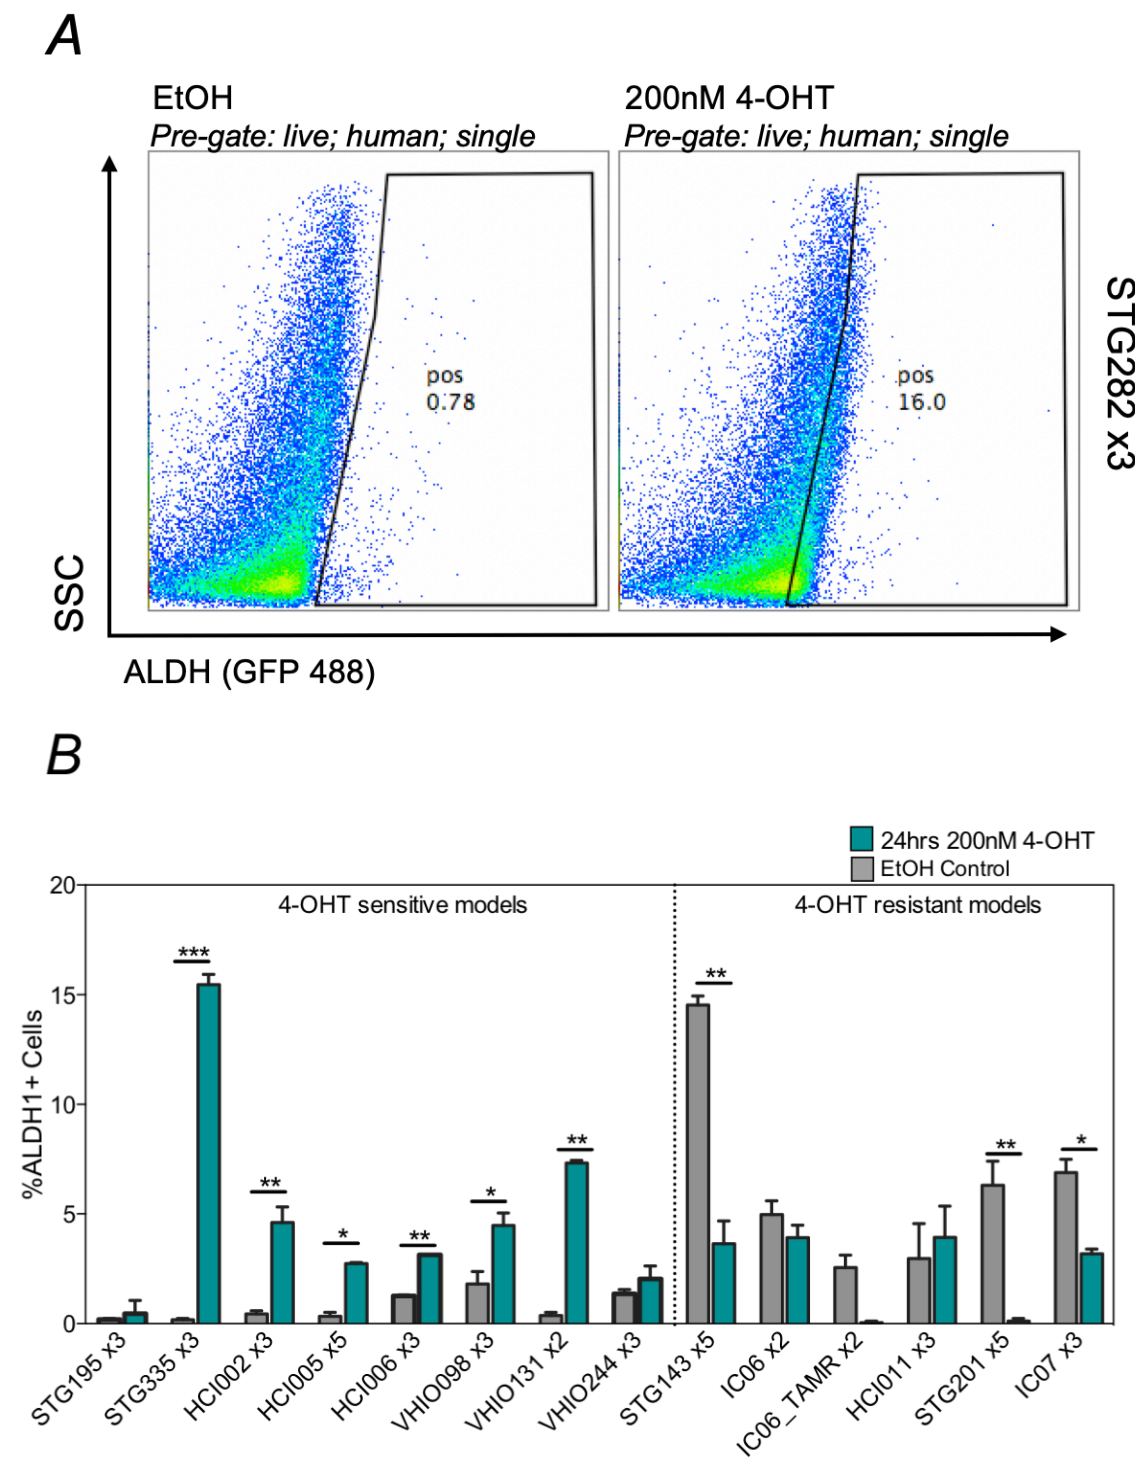 A
EtOH
Pre-gate: live; human; single
200nM 4-OHT
Pre-gate: live; human; single
pos
0.78
pos
16.0
STG282 x3
SSC
ALDH (GFP 488)
B
24hrs 200nM 4-OHT
EtOH Control
4-OHT sensitive models
4-OHT resistant models
%ALDH1+ Cells
20
15
10
5
0
***
**
*
**
*
**
**
**
*
STG195 x3
STG335 x3
HCI002 x3
HCI005 x5
HCI006 x3
VHIO098 x3
VHIO131 x2
VHIO244 x3
STG143 x5
IC06 x2
IC06_TAMR x2
HCI011 x3
STG201 x5
IC07 x3